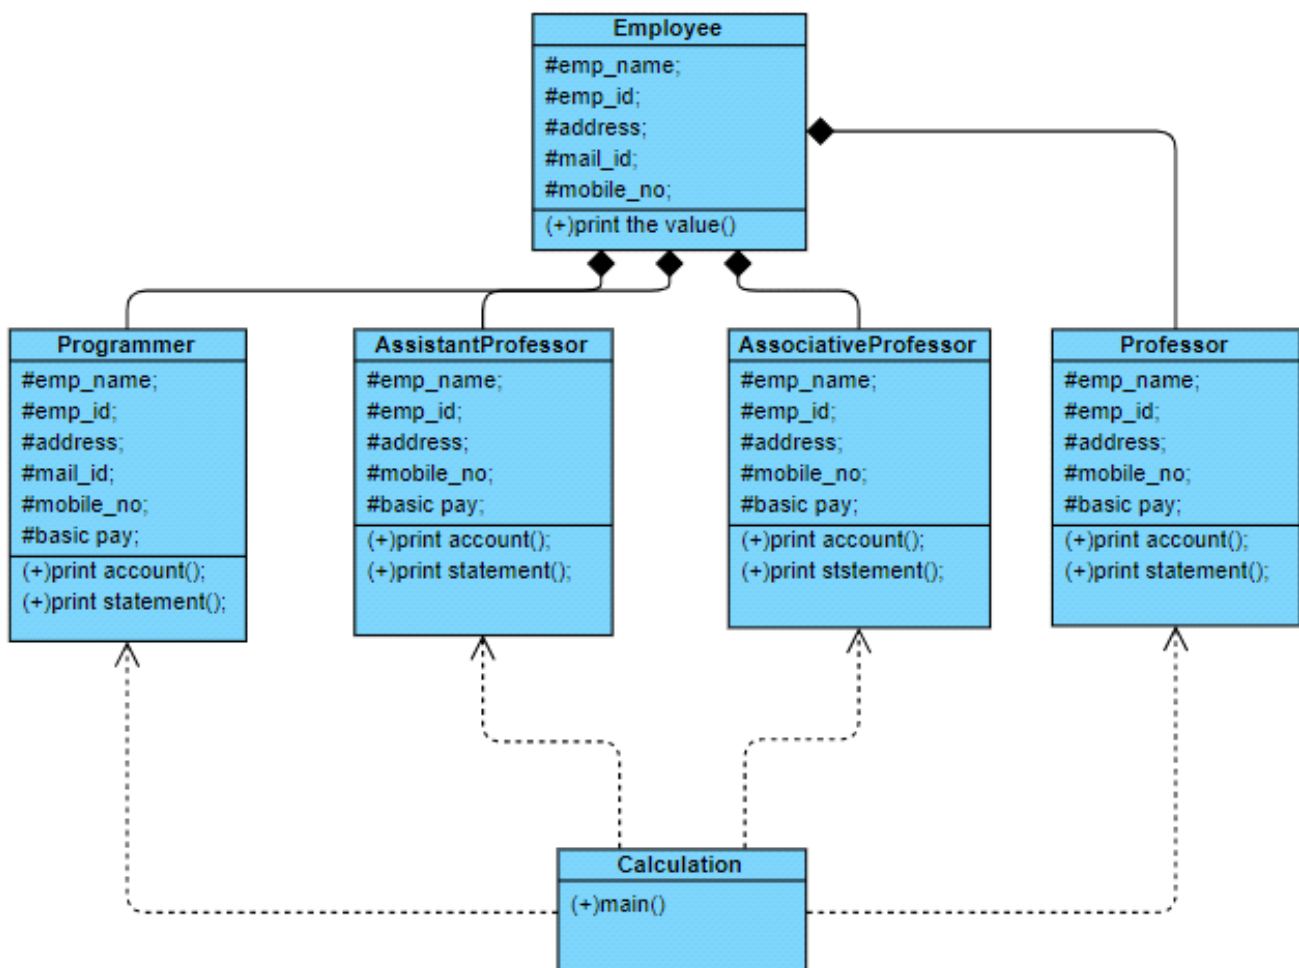 Employee
#emp_name;
#emp_id;
#address;
#mail_id;
#mobile_no;
(+)print the value()
Programmer
#emp_name;
#emp_id;
#address;
#mail_id;
#mobile_no;
#basic pay;
(+)print account();
(+)print statement();
AssistantProfessor
#emp_name;
#emp_id;
#address;
#mobile_no;
#basic pay;
(+)print account();
(+)print statement();
AssociativeProfessor
#emp_name;
#emp_id;
#address;
#mobile_no;
#basic pay;
(+)print account();
(+)print ststement();
Professor
#emp_name;
#emp_id;
#address;
#mobile_no;
#basic pay;
(+)print account();
(+)print statement();
Calculation
(+)main()